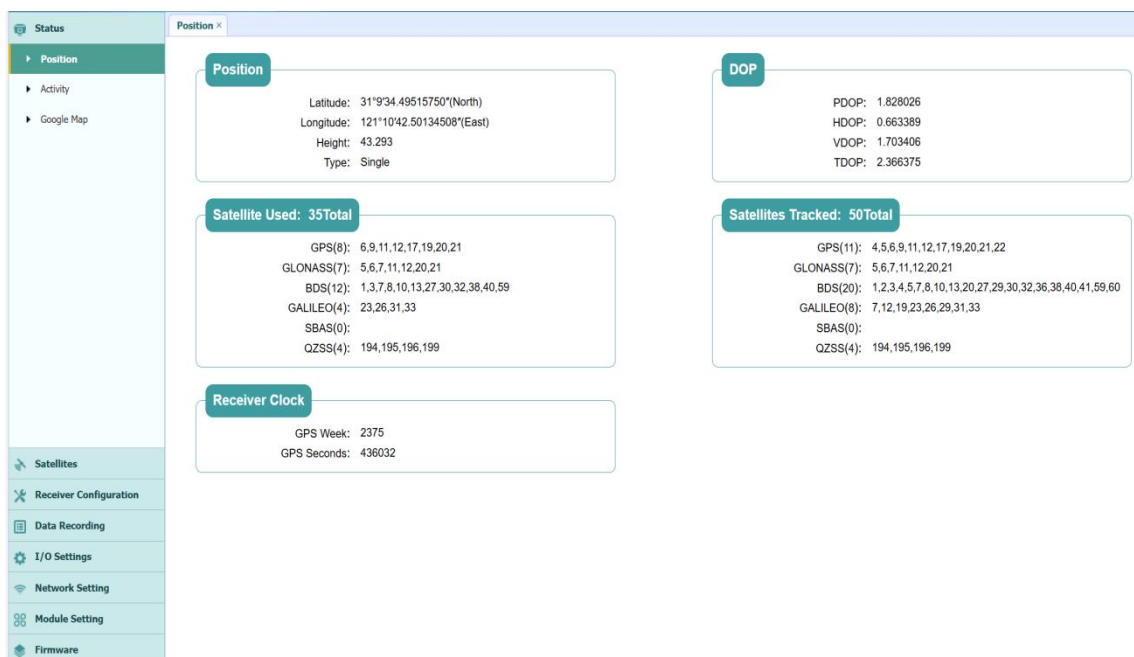 Status
Position
Activity
Google Map
Satellites
Receiver Configuration
Data Recording
I/O Settings
Network Setting
Module Setting
Firmware
Position ×
Position
Latitude: 31°9'34.49515750"(North)
Longitude: 121°10'42.50134508"(East)
Height: 43.293
Type: Single
DOP
PDOP: 1.828026
HDOP: 0.663389
VDOP: 1.703406
TDOP: 2.366375
Satellite Used: 35Total
GPS(8): 6,9,11,12,17,19,20,21
GLONASS(7): 5,6,7,11,12,20,21
BDS(12): 1,3,7,8,10,13,27,30,32,38,40,59
GALILEO(4): 23,26,31,33
SBAS(0):
QZSS(4): 194,195,196,199
Satellites Tracked: 50Total
GPS(11): 4,5,6,9,11,12,17,19,20,21,22
GLONASS(7): 5,6,7,11,12,20,21
BDS(20): 1,2,3,4,5,7,8,10,13,20,27,29,30,32,36,38,40,41,59,60
GALILEO(8): 7,12,19,23,26,29,31,33
SBAS(0):
QZSS(4): 194,195,196,199
Receiver Clock
GPS Week: 2375
GPS Seconds: 436032